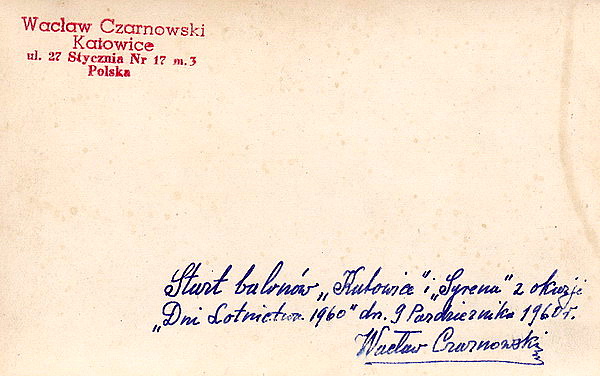 Wacław Czarnowski
Katowice
ul. 27 Stycznia Nr 17 m. 3
Polska
Start balonów „Katowice” i „Syrena” z okazji
„Dni Lotnictwa 1960” dn. 9 Października 1960 r.
Wacław Czarnowski